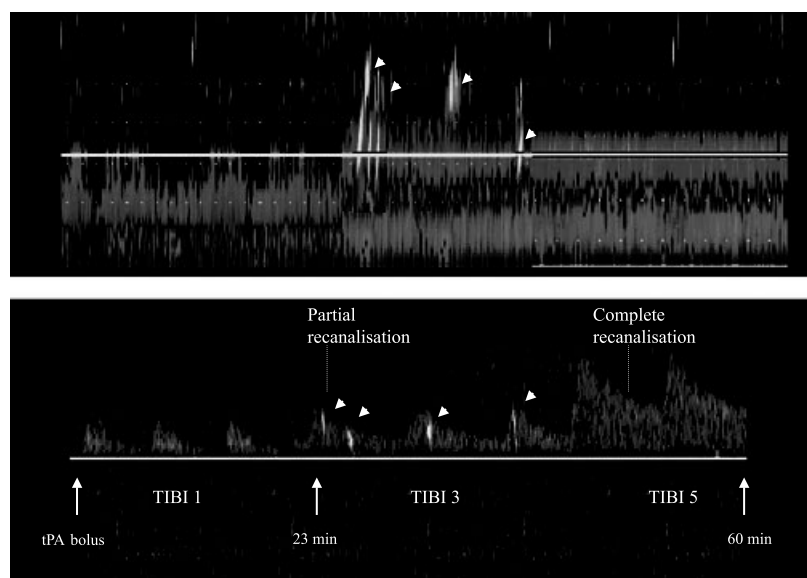 Partial
recanalisation
Complete
recanalisation
TIBI 1
TIBI 3
TIBI 5
tPA bolus
23 min
60 min